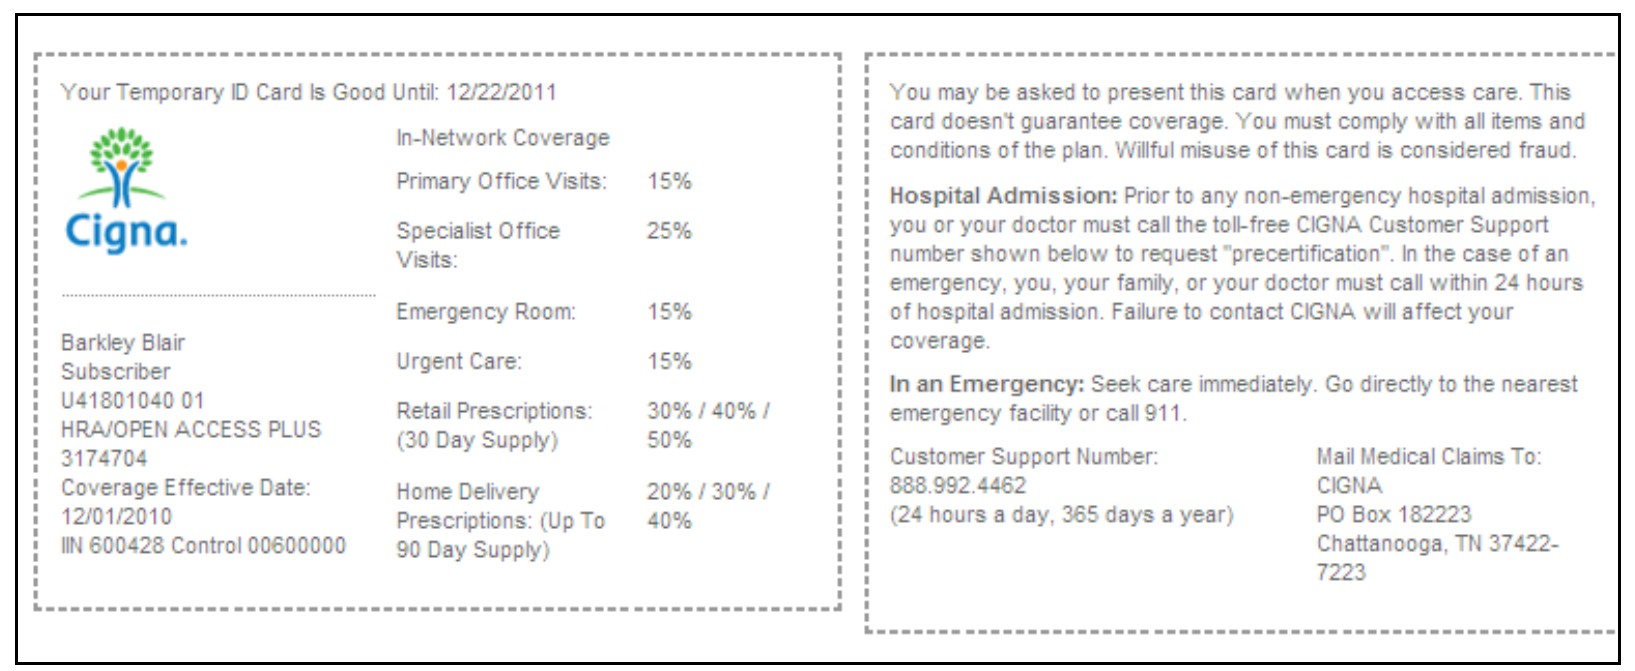 Your Temporary ID Card Is Good Until: 12/22/2011
Cigna.
Barkley Blair
Subscriber
U41801040 01
HRA/OPEN ACCESS PLUS
3174704
Coverage Effective Date:
12/01/2010
IIN 600428 Control 00600000
In-Network Coverage
Primary Office Visits: 15%
Specialist Office 25%
Visits:
Emergency Room: 15%
Urgent Care: 15%
Retail Prescriptions: 30% / 40% /
(30 Day Supply) 50%
Home Delivery 20% / 30% /
Prescriptions: (Up To 40%
90 Day Supply)
You may be asked to present this card when you access care. This
card doesn't guarantee coverage. You must comply with all items and
conditions of the plan. Willful misuse of this card is considered fraud.
Hospital Admission: Prior to any non-emergency hospital admission,
you or your doctor must call the toll-free CIGNA Customer Support
number shown below to request "precertification". In the case of an
emergency, you, your family, or your doctor must call within 24 hours
of hospital admission. Failure to contact CIGNA will affect your
coverage.
In an Emergency: Seek care immediately. Go directly to the nearest
emergency facility or call 911.
Customer Support Number:
888.992.4462
(24 hours a day, 365 days a year)
Mail Medical Claims To:
CIGNA
PO Box 182223
Chattanooga, TN 37422-
7223